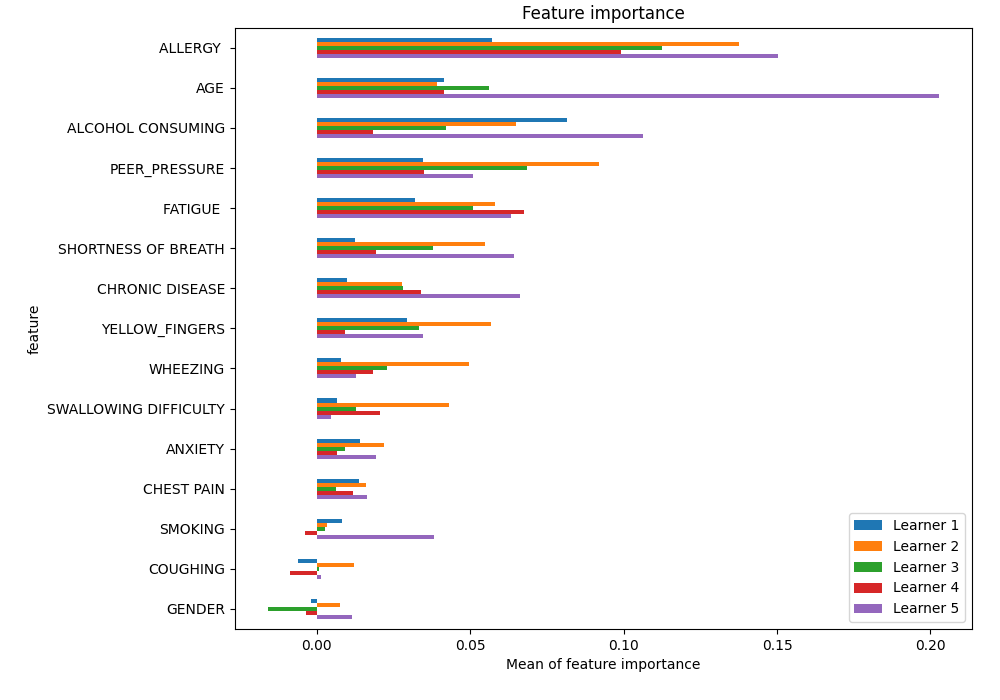 Feature importance
ALLERGY
AGE
ALCOHOL CONSUMING
PEER_PRESSURE
FATIGUE
SHORTNESS OF BREATH
CHRONIC DISEASE
YELLOW_FINGERS
WHEEZING
SWALLOWING DIFFICULTY
ANXIETY
CHEST PAIN
SMOKING
COUGHING
GENDER
feature
Learner 1
Learner 2
Learner 3
Learner 4
Learner 5
0.00 0.05 0.10 0.15 0.20
Mean of feature importance